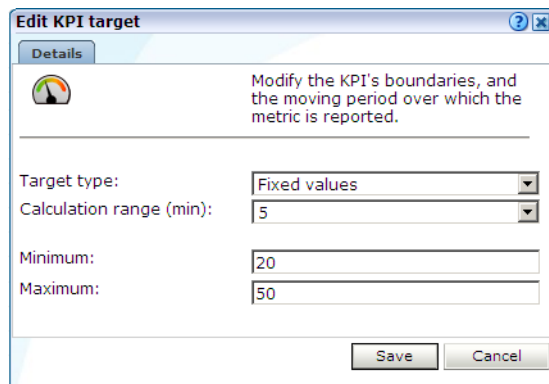 Edit KPI target
Details
Modify the KPI's boundaries, and
the moving period over which the
metric is reported.
Target type: Fixed values
Calculation range (min): 5
Minimum: 20
Maximum: 50
Save Cancel